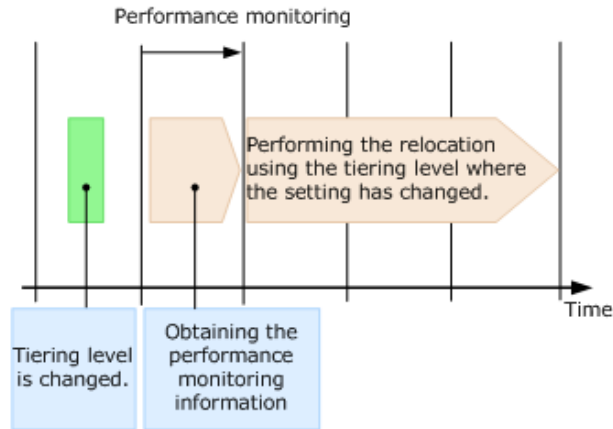 Performance monitoring
Performing the relocation
using the tiering level where
the setting has changed.
Time
Tiering level
is changed.
Obtaining the
performance
monitoring
information